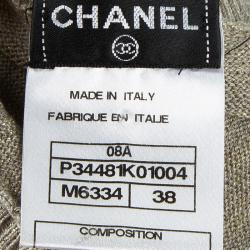 CHANEL
MADE IN ITALY
FABRIQUE EN ITALIE
08A
P34481K01004
M6334 38
COMPOSITION